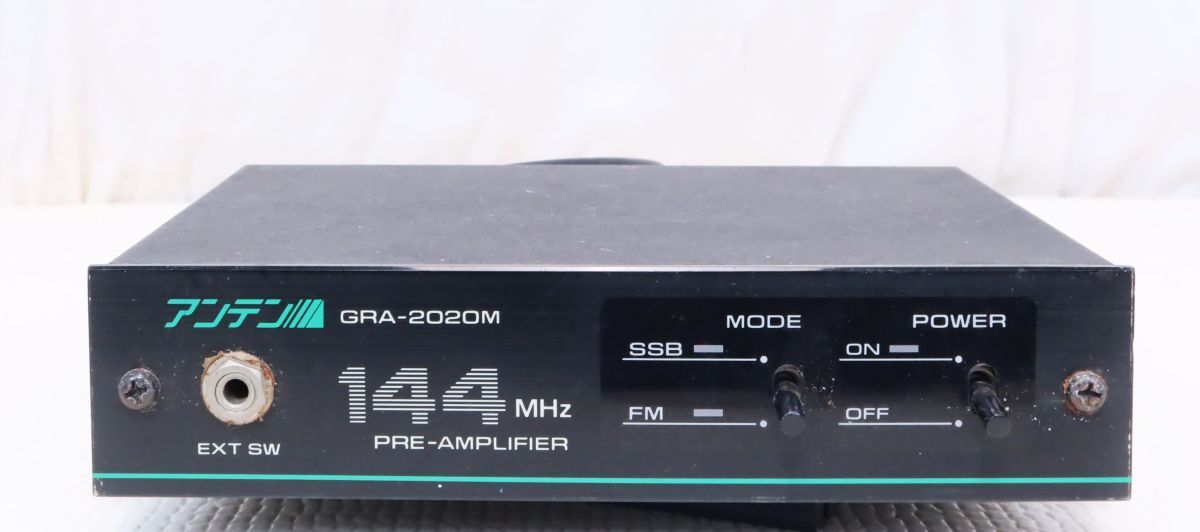 アンテン GRA-2020M
144 MHz
PRE-AMPLIFIER
EXT SW
MODE
SSB
FM
POWER
ON
OFF